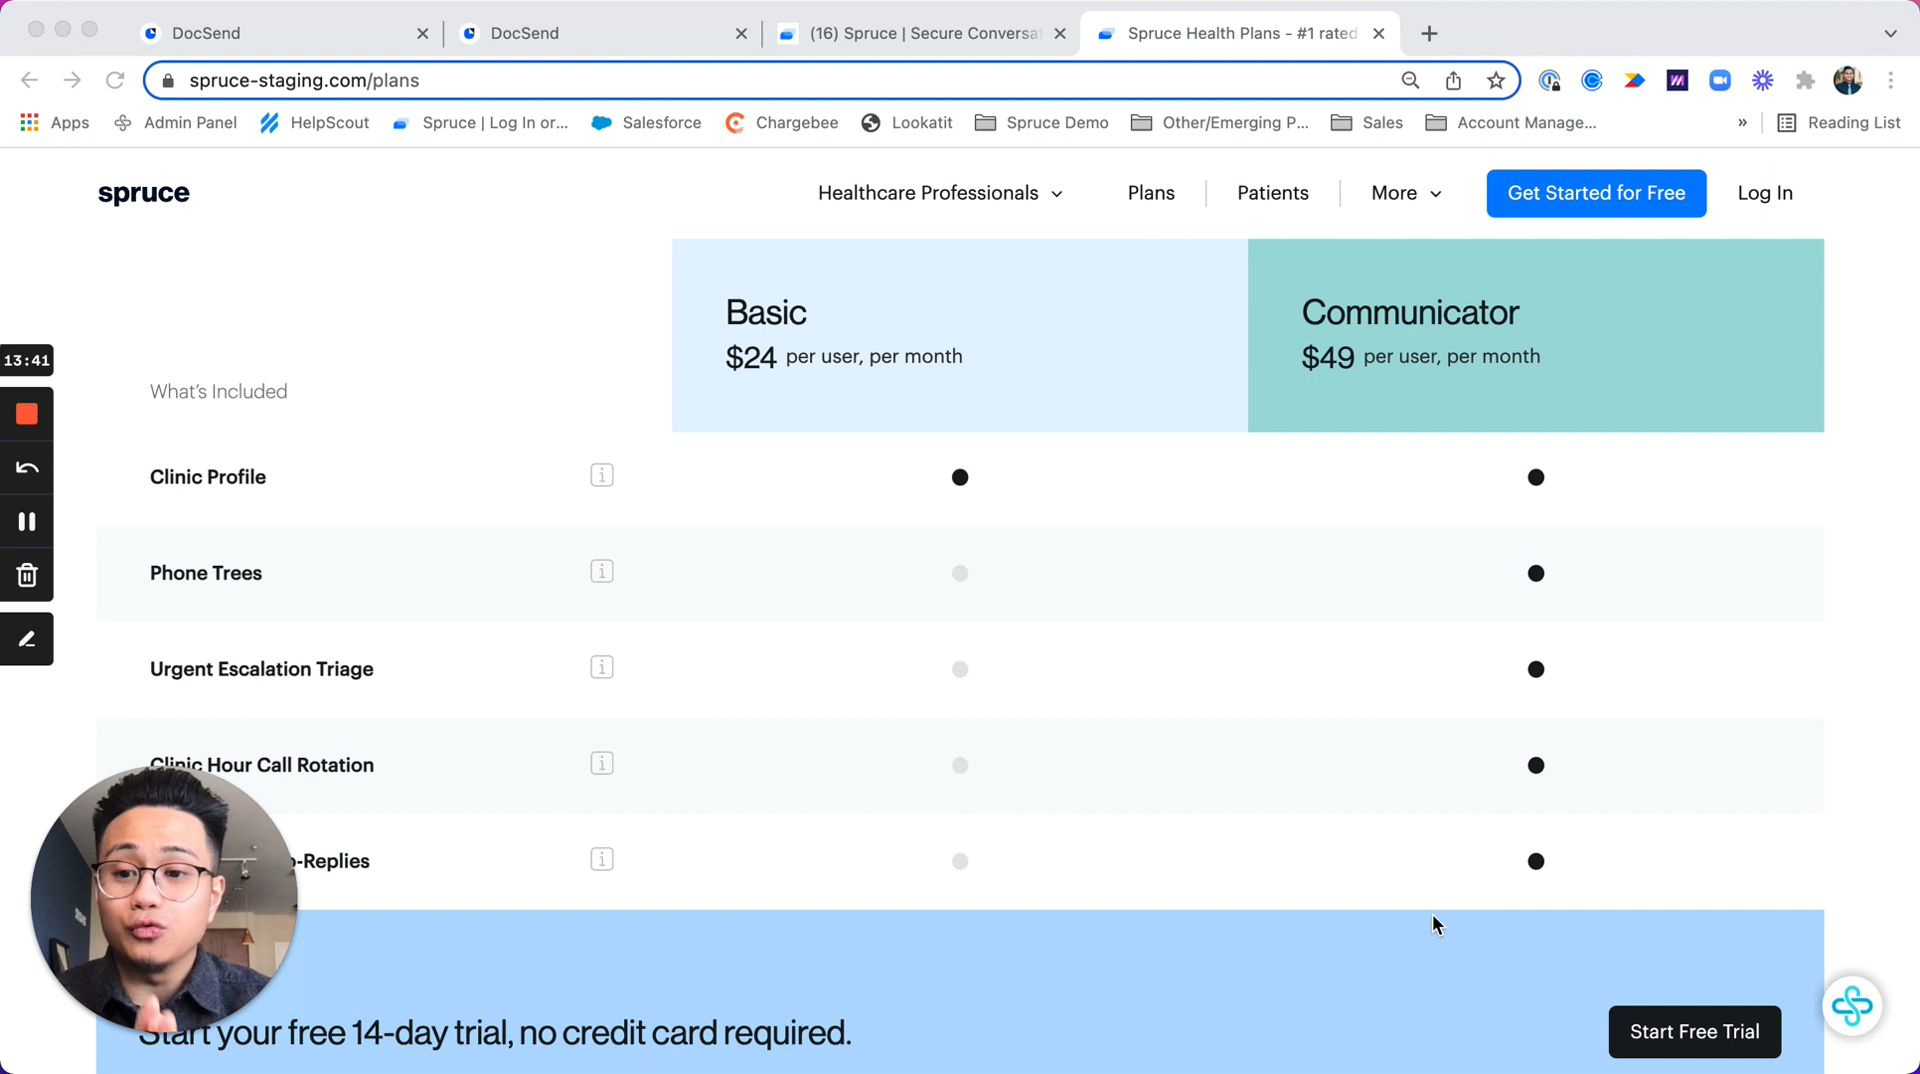 DocSend
DocSend
(16) Spruce | Secure Conversat
Spruce Health Plans - #1 rated
spruce-staging.com/plans
Apps
Admin Panel
HelpScout
Spruce | Log In or...
Salesforce
Chargebee
Lookatit
Spruce Demo
Other/Emerging P...
Sales
Account Manage...
»
Reading List
spruce
Healthcare Professionals
Plans
Patients
More
Get Started for Free
Log In
Basic
$24 per user, per month
Communicator
$49 per user, per month
What's Included
13:41
Clinic Profile
Phone Trees
Urgent Escalation Triage
Clinic Hour Call Rotation
-Replies
Start your free 14-day trial, no credit card required.
Start Free Trial